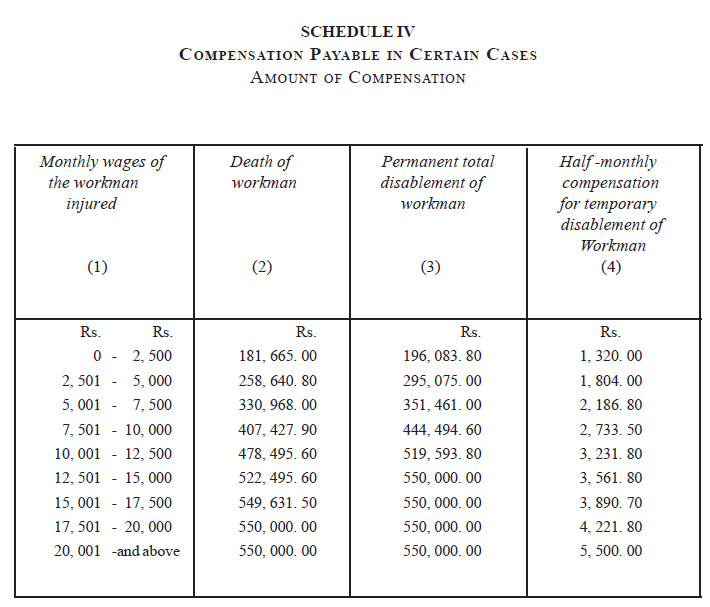 SCHEDULE IV
COMPENSATION PAYABLE IN CERTAIN CASES
AMOUNT OF COMPENSATION
Monthly wages of Death of Permanent total Half-monthly
the workman workman disablement of compensation
injured workman for temporary
disablement of
Workman
(1) (2) (3) (4)
Rs. Rs. Rs. Rs. Rs.
0 - 2, 500 181, 665. 00 196, 083. 80 1, 320. 00
2, 501 - 5, 000 258, 640. 80 295, 075. 00 1, 804. 00
5, 001 - 7, 500 330, 968. 00 351, 461. 00 2, 186. 80
7, 501 - 10, 000 407, 427. 90 444, 494. 60 2, 733. 50
10, 001 - 12, 500 478, 495. 60 519, 593. 80 3, 231. 80
12, 501 - 15, 000 522, 495. 60 550, 000. 00 3, 561. 80
15, 001 - 17, 500 549, 631. 50 550, 000. 00 3, 890. 70
17, 501 - 20, 000 550, 000. 00 550, 000. 00 4, 221. 80
20, 001 -and above 550, 000. 00 550, 000. 00 5, 500. 00